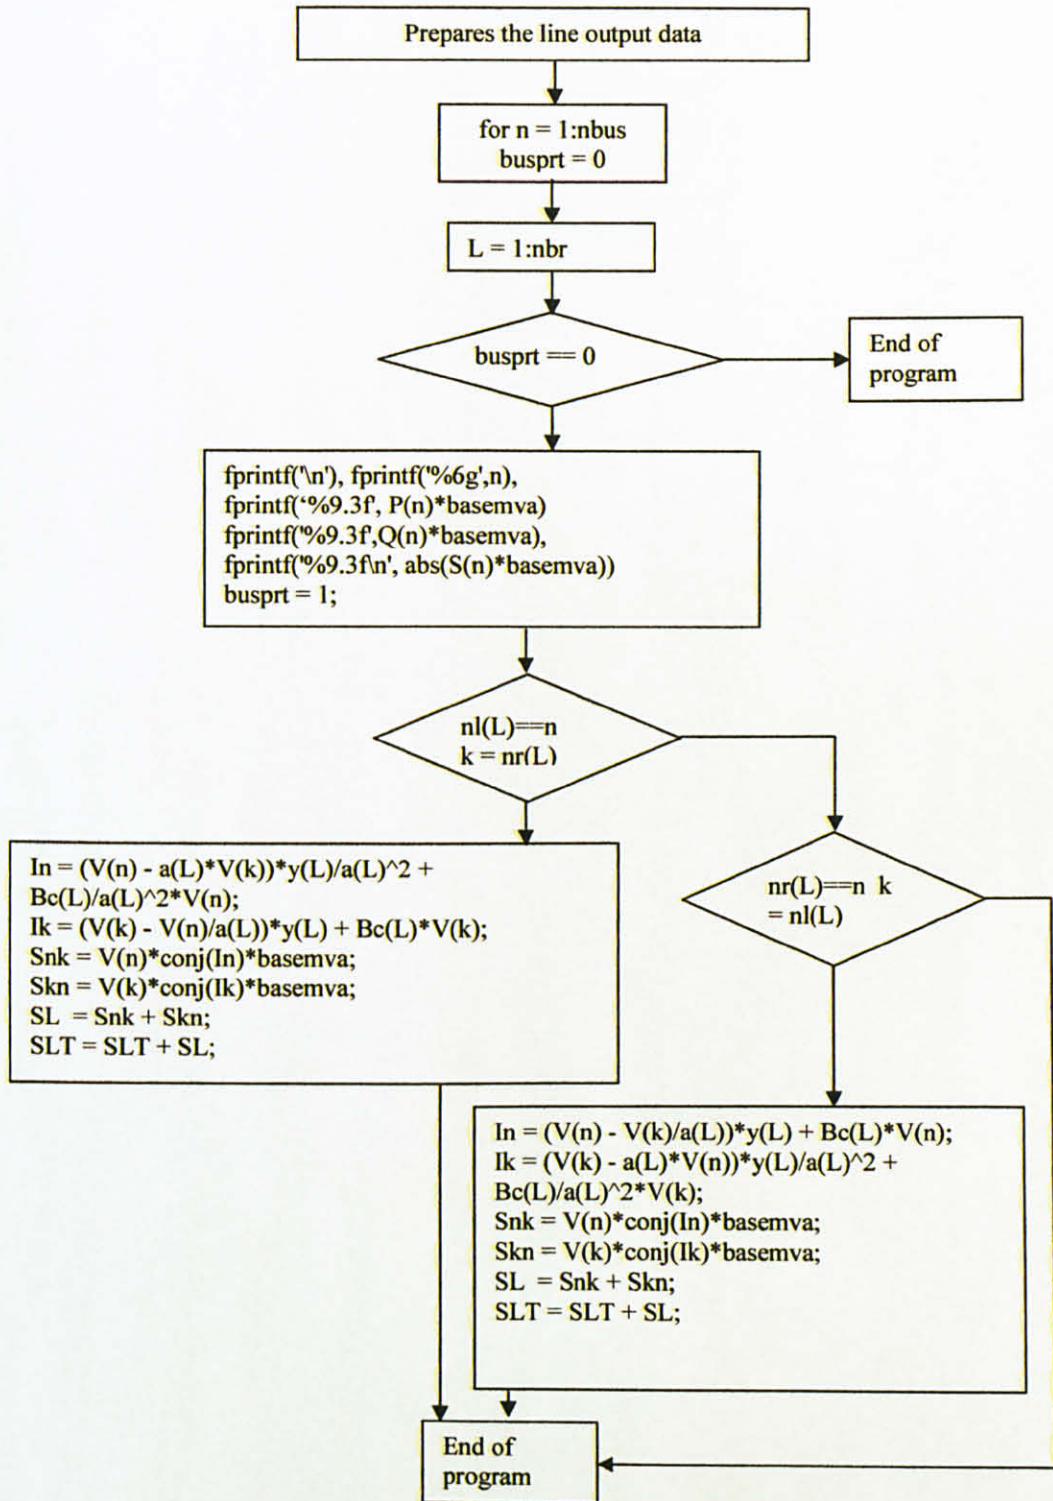 Prepares the line output data
for n = 1:nbus
busprt = 0
L = 1:nbr
busprt == 0
End of
program
fprintf('\n'), fprintf('%6g',n),
fprintf(‘%9.3f', P(n)*basemva)
fprintf('%9.3f',Q(n)*basemva),
fprintf('%9.3f\n', abs(S(n)*basemva))
busprt = 1;
nl(L)==n
k = nr(L)
In = (V(n) - a(L)*V(k))*y(L)/a(L)^2 +
Bc(L)/a(L)^2*V(n);
Ik = (V(k) - V(n)/a(L))*y(L) + Bc(L)*V(k);
Snk = V(n)*conj(In)*basemva;
Skn = V(k)*conj(Ik)*basemva;
SL = Snk + Skn;
SLT = SLT + SL;
nr(L)==n k
= nl(L)
In = (V(n) - V(k)/a(L))*y(L) + Bc(L)*V(n);
Ik = (V(k) - a(L)*V(n))*y(L)/a(L)^2 +
Bc(L)/a(L)^2*V(k);
Snk = V(n)*conj(In)*basemva;
Skn = V(k)*conj(Ik)*basemva;
SL = Snk + Skn;
SLT = SLT + SL;
End of
program